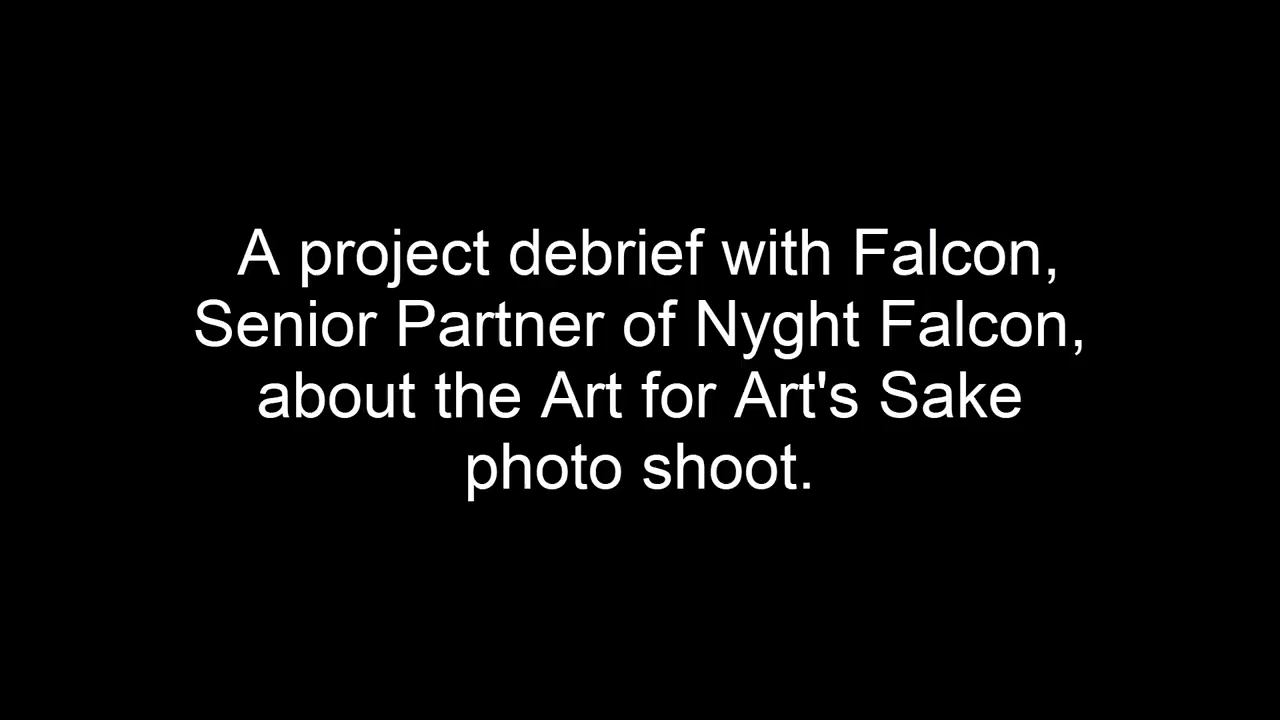 A project debrief with Falcon,
Senior Partner of Nyght Falcon,
about the Art for Art's Sake
photo shoot.